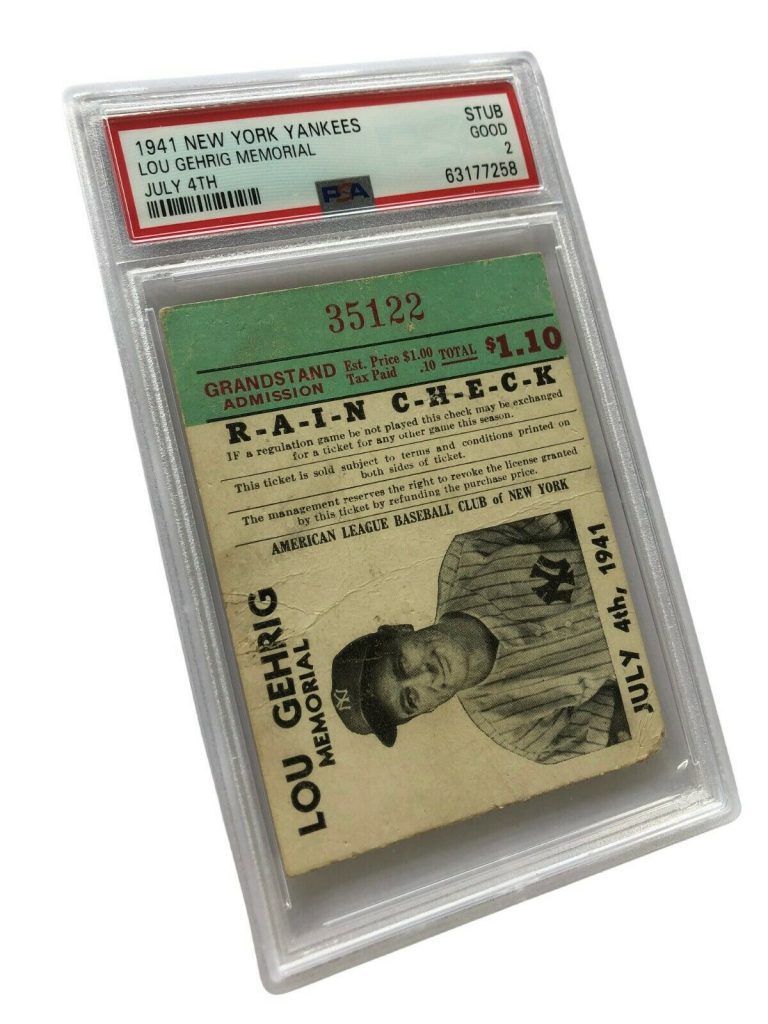 1941 NEW YORK YANKEES
LOU GEHRIG MEMORIAL
JULY 4TH
STUB
GOOD
2
63177258
PSA
35122
GRANDSTAND
ADMISSION
Est. Price $1.00
Tax Paid .10
TOTAL $1.10
R-A-I-N C-H-E-C-K
IF a regulation game be not played this check may be exchanged
for a ticket for any other game this season.
This ticket is sold subject to terms and conditions printed on
both sides of ticket.
The management reserves the right to revoke the license granted
by this ticket by refunding the purchase price.
AMERICAN LEAGUE BASEBALL CLUB of NEW YORK
LOU GEHRIG
MEMORIAL
NY
NY
JULY 4th, 1941